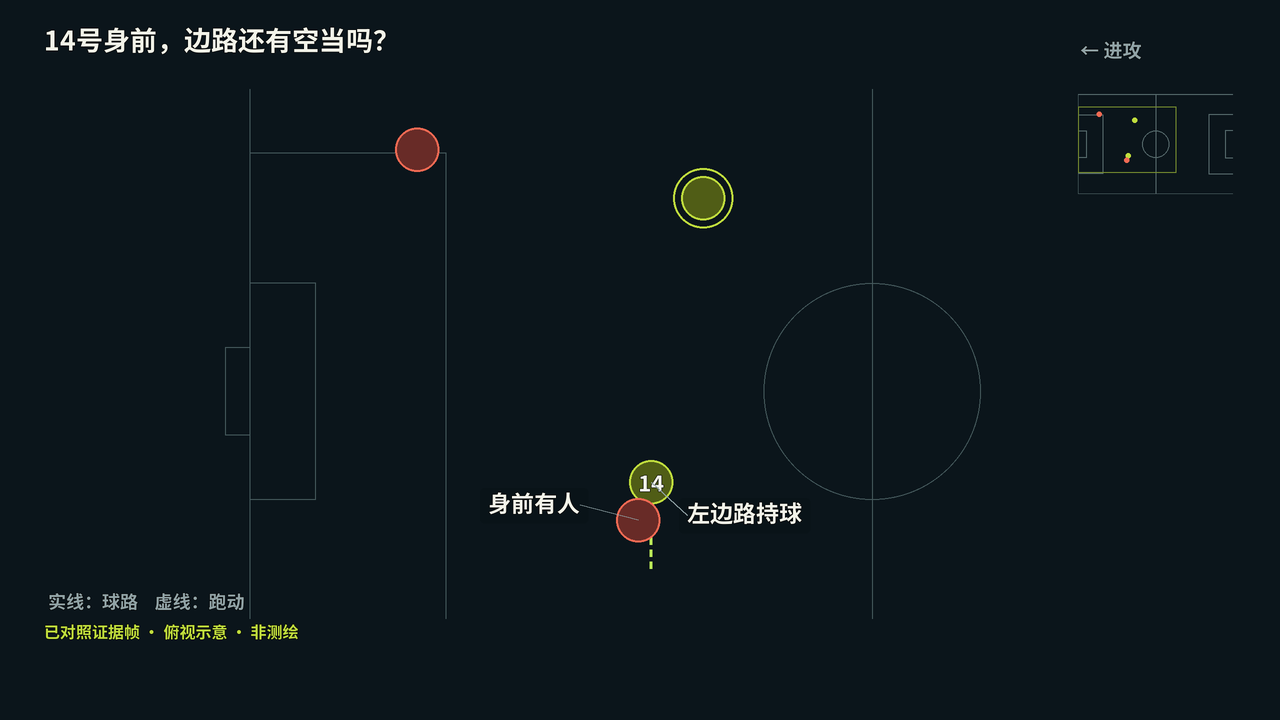 14号身前，边路还有空当吗？
← 进攻
14
身前有人
左边路持球
实线：球路 虚线：跑动
已对照证据帧 · 俯视示意 · 非测绘